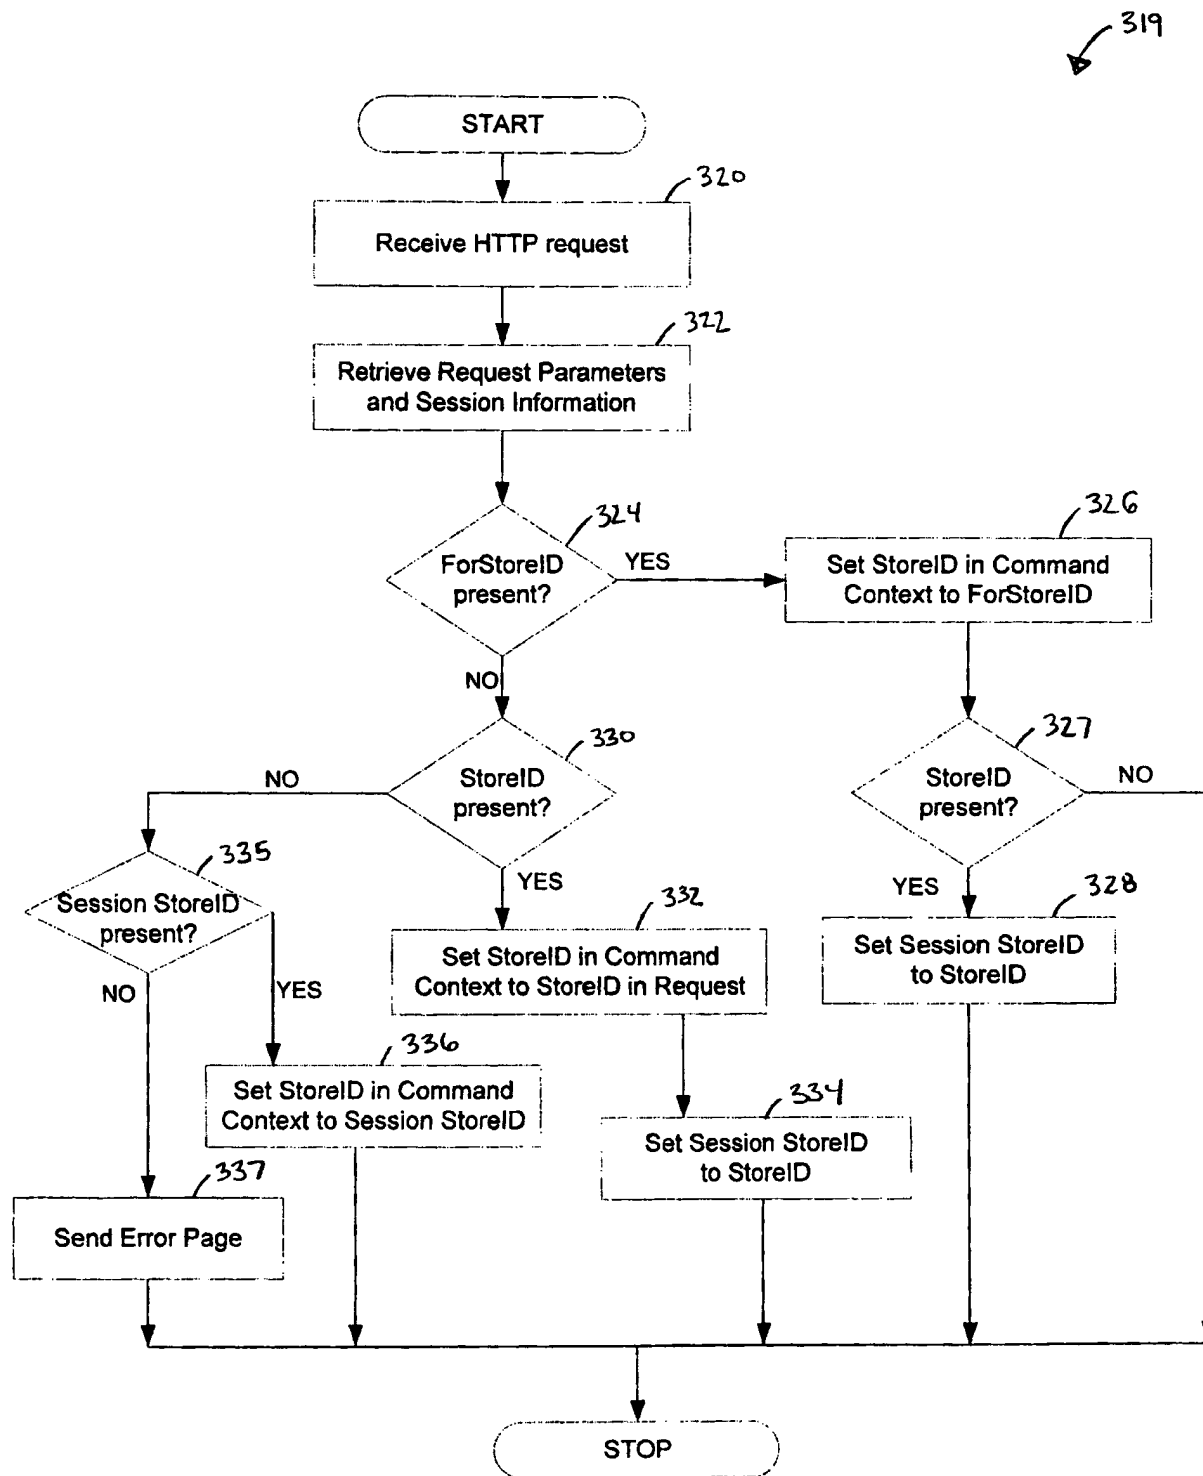 319
START
320
Receive HTTP request
322
Retrieve Request Parameters
and Session Information
324
ForStoreID
present?
YES
326
Set StoreID in Command
Context to ForStoreID
NO
330
StoreID
present?
NO
327
StoreID
present?
NO
335
Session StoreID
present?
YES
332
Set StoreID in Command
Context to StoreID in Request
YES
328
Set Session StoreID
to StoreID
NO
YES
336
Set StoreID in Command
Context to Session StoreID
334
Set Session StoreID
to StoreID
337
Send Error Page
STOP